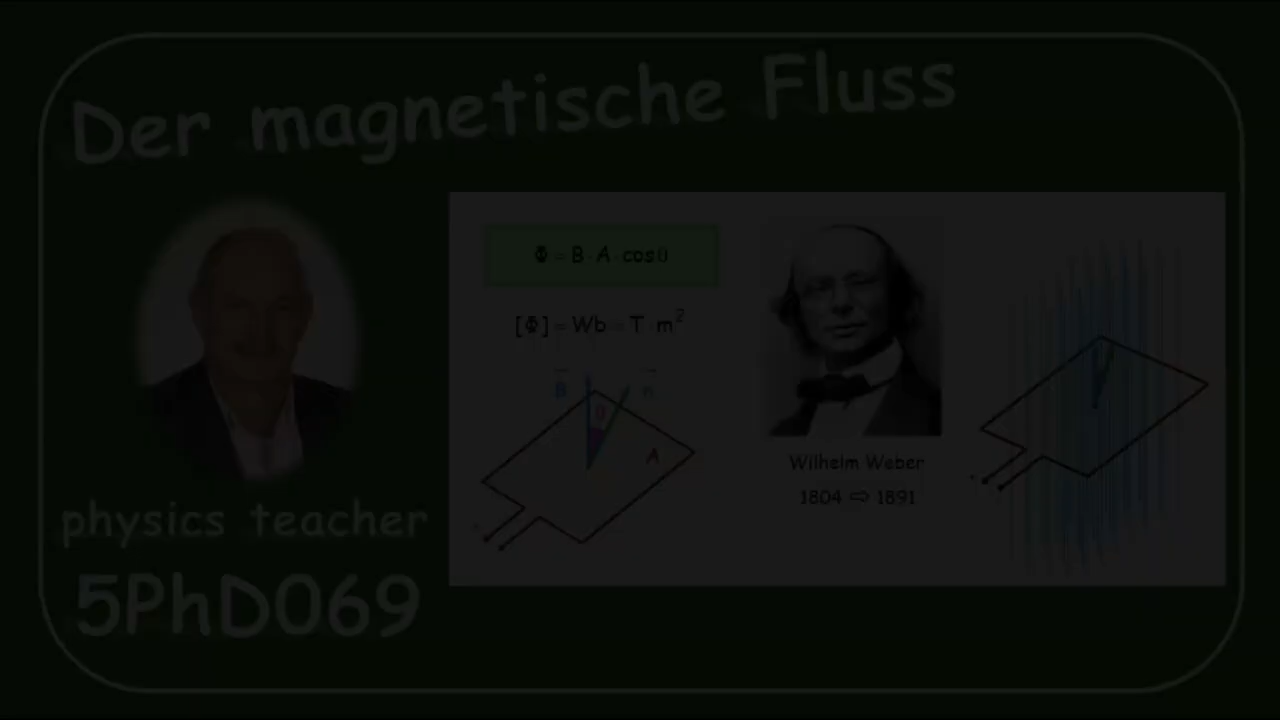 Der magnetische Fluss
Φ = B · A · cosθ
[Φ] = Wb = T · m²
B
n
θ
A
Wilhelm Weber
1804 ⇨ 1891
physics teacher
5PhD069